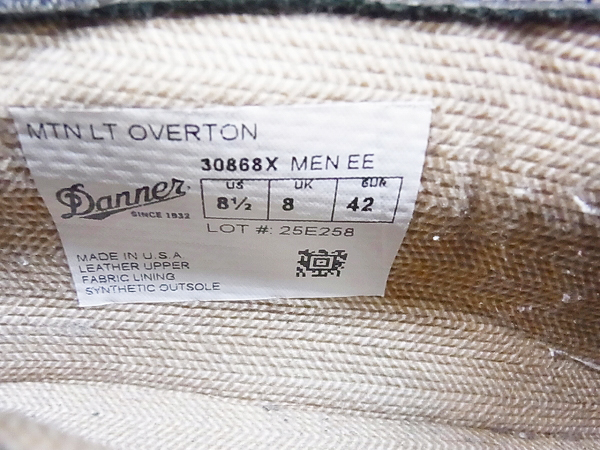 MTN LT OVERTON
30868X MEN EE
Danner
SINCE 1932
US UK EUR
8½ 8 42
LOT #: 25E258
MADE IN U.S.A
LEATHER UPPER
FABRIC LINING
SYNTHETIC OUTSOLE